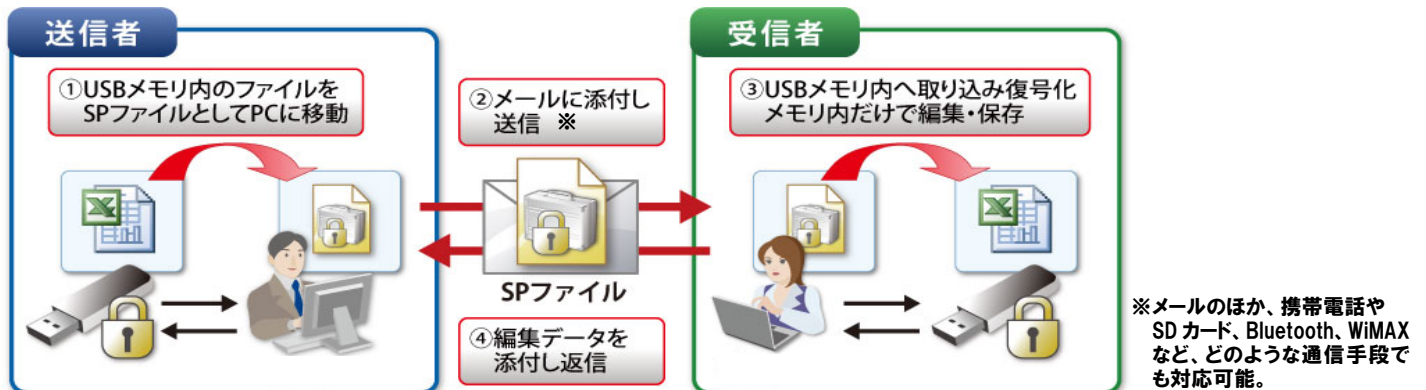 送信者
①USBメモリ内のファイルを
SPファイルとしてPCに移動
②メールに添付し
送信 ※
SPファイル
④編集データを
添付し返信
受信者
③USBメモリ内へ取り込み復号化
メモリ内だけで編集・保存
※メールのほか、携帯電話や
SDカード、Bluetooth、WiMAX
など、どのような通信手段で
も対応可能。